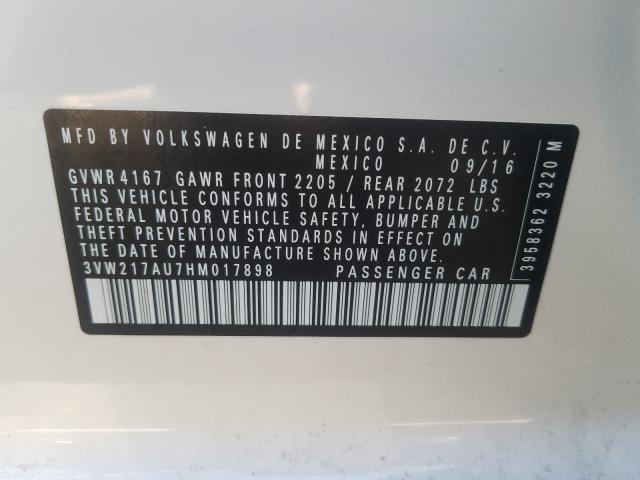 MFD BY VOLKSWAGEN DE MEXICO S.A. DE C.V.
MEXICO 09/16
GVWR 4167 GAWR FRONT 2205 / REAR 2072 LBS
THIS VEHICLE CONFORMS TO ALL APPLICABLE U.S.
FEDERAL MOTOR VEHICLE SAFETY, BUMPER AND
THEFT PREVENTION STANDARDS IN EFFECT ON
THE DATE OF MANUFACTURE SHOWN ABOVE.
3VW217AU7HM017898 PASSENGER CAR
3958362 3220 M